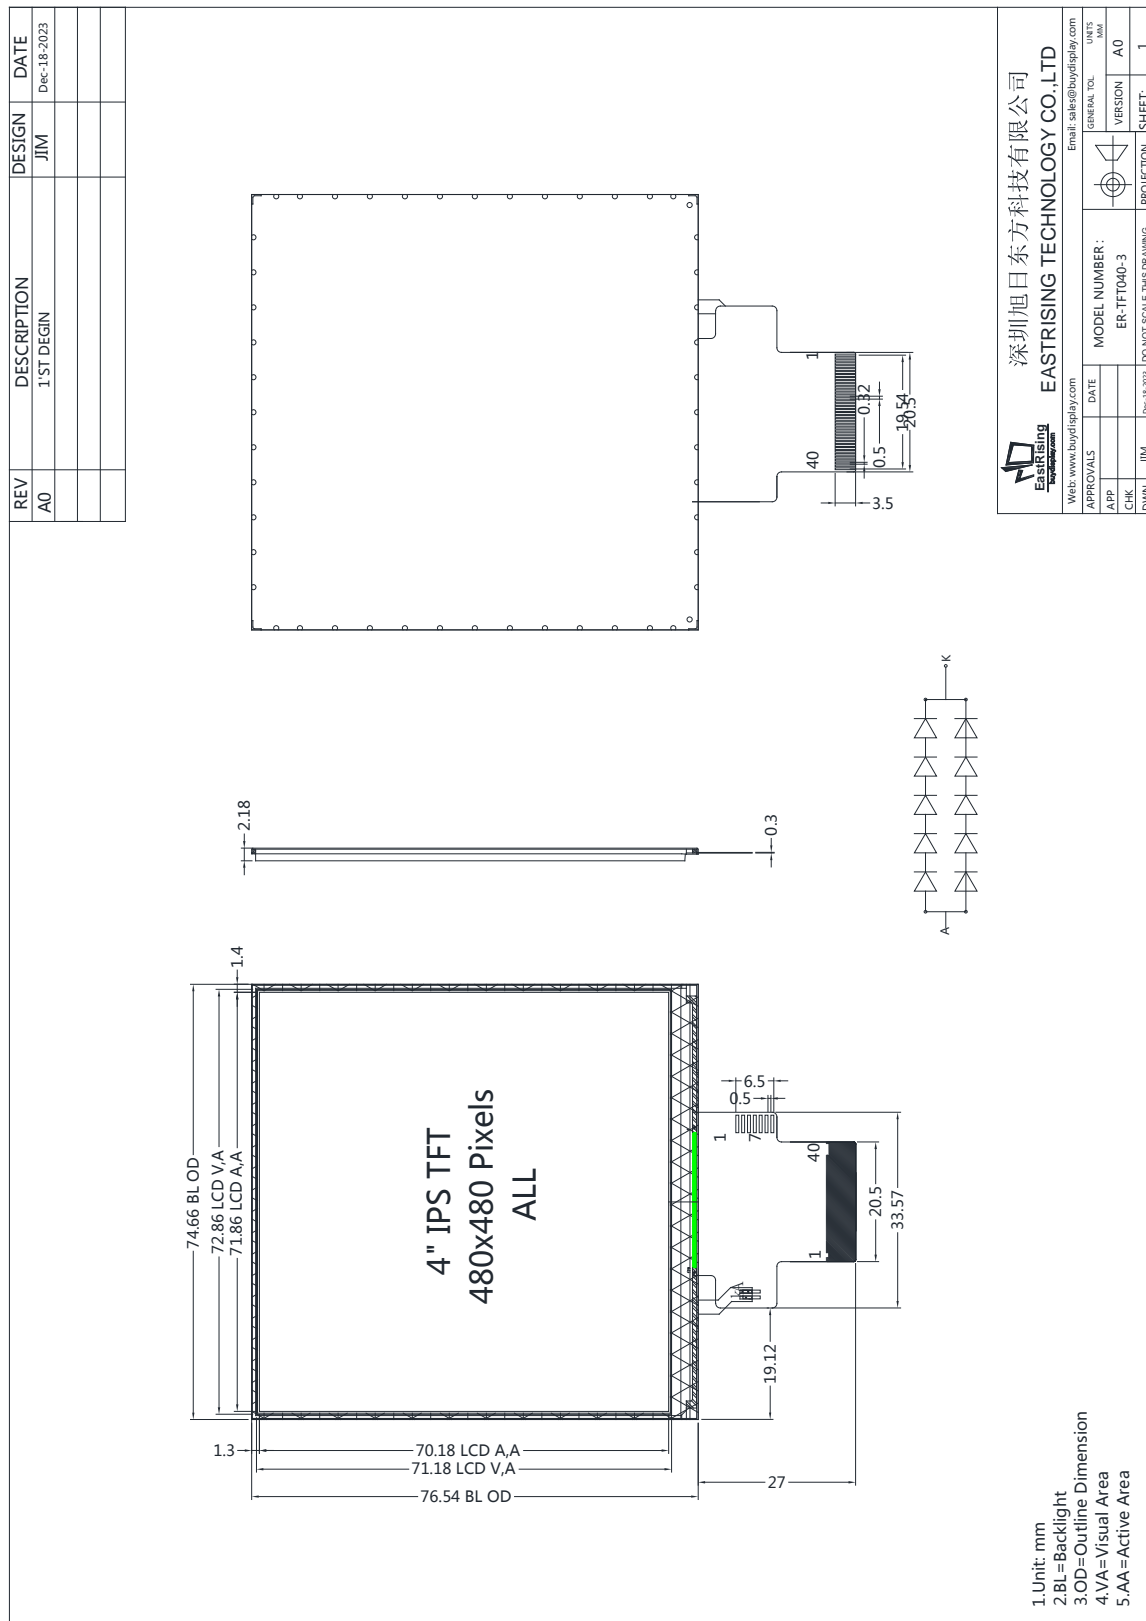 REV DESCRIPTION DESIGN DATE
A0 1'ST DEGIN JIM Dec-18-2023
74.66 BL OD
72.86 LCD V,A
71.86 LCD A,A
1.4
2.18
4" IPS TFT
480x480 Pixels
ALL
1.3
70.18 LCD A,A
71.18 LCD V,A
76.54 BL OD
27
19.12
1
7
6.5
0.5
1
40
20.5
33.57
0.3
A
K
40
1
0.32
0.5
19.54
20.5
3.5
1.Unit: mm
2.BL=Backlight
3.OD=Outline Dimension
4.VA=Visual Area
5.AA=Active Area
EastRising
buydisplay.com
深圳旭日东方科技有限公司
EASTRISING TECHNOLOGY CO.,LTD
Web: www.buydisplay.com Email: sales@buydisplay.com
APPROVALS DATE
APP
CHK
MODEL NUMBER :
ER-TFT040-3
GENERAL TOL. UNITS
MM
VERSION A0
DWN JIM Dec-18-2023 DO NOT SCALE THIS DRAWING PROJECTION SHEET: 1